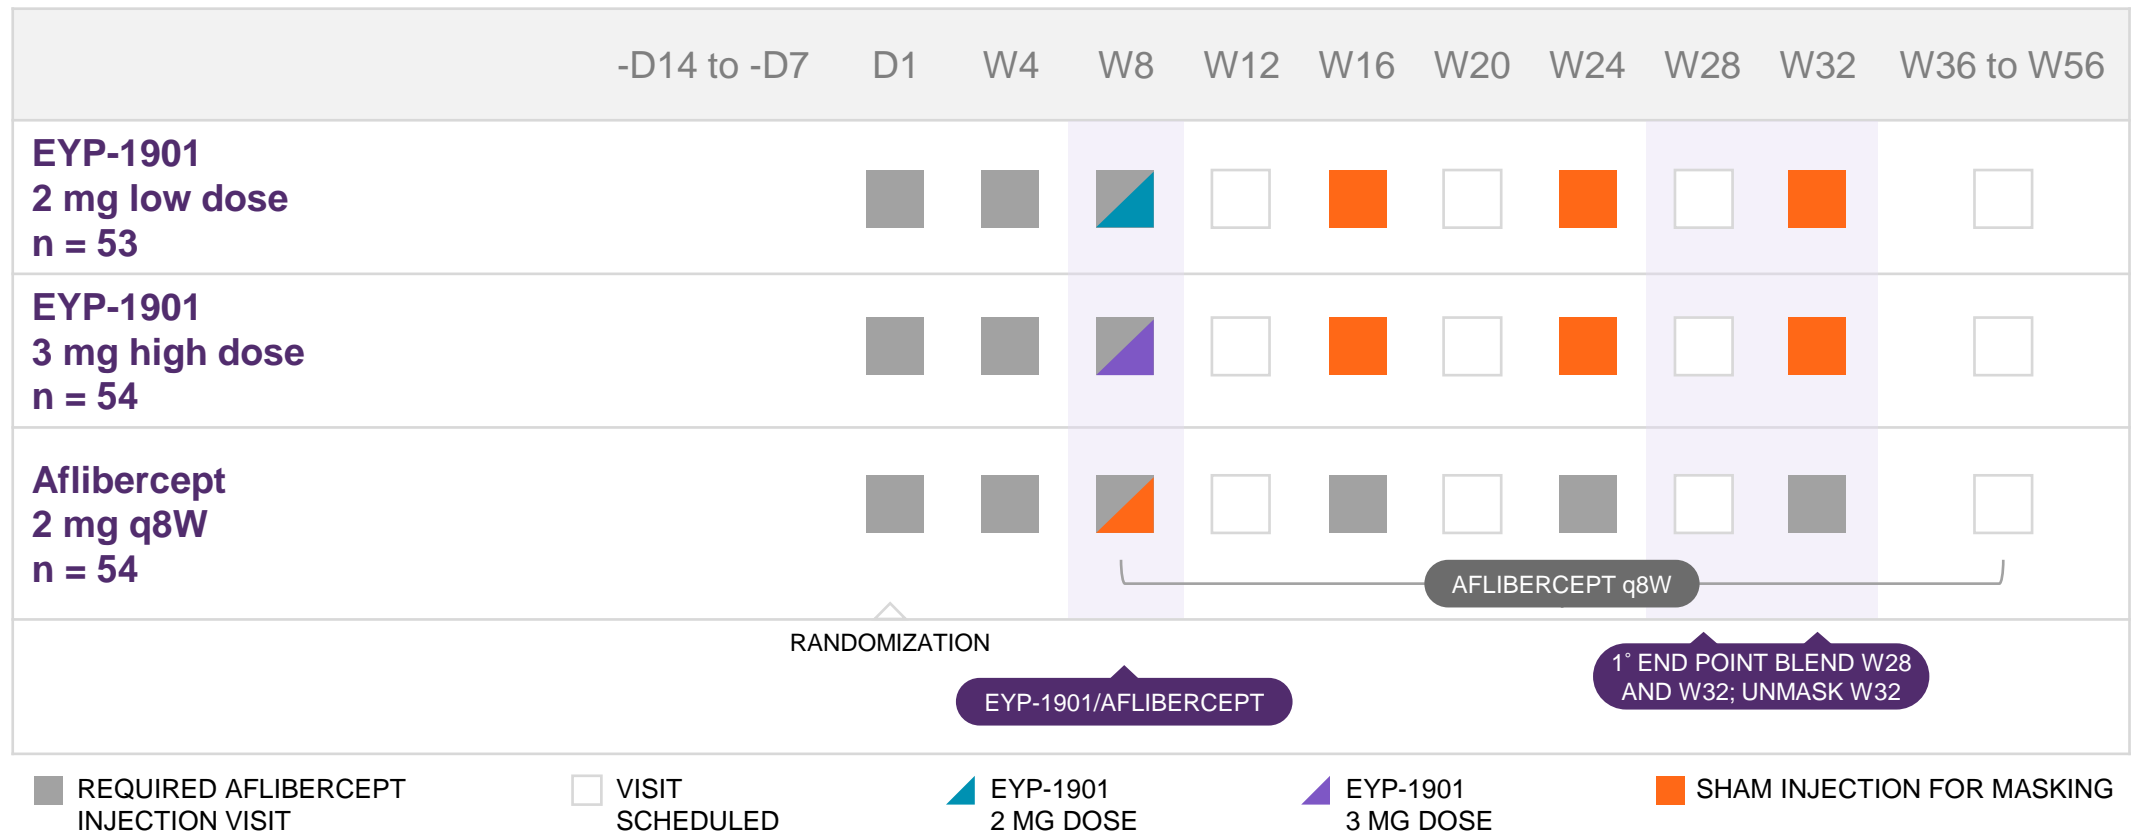 -D14 to -D7 D1 W4 W8 W12 W16 W20 W24 W28 W32 W36 to W56
EYP-1901
2 mg low dose
n = 53
EYP-1901
3 mg high dose
n = 54
Aflibercept
2 mg q8W
n = 54
AFLIBERCEPT q8W
RANDOMIZATION
EYP-1901/AFLIBERCEPT
1° END POINT BLEND W28
AND W32; UNMASK W32
REQUIRED AFLIBERCEPT
INJECTION VISIT
VISIT
SCHEDULED
EYP-1901
2 MG DOSE
EYP-1901
3 MG DOSE
SHAM INJECTION FOR MASKING